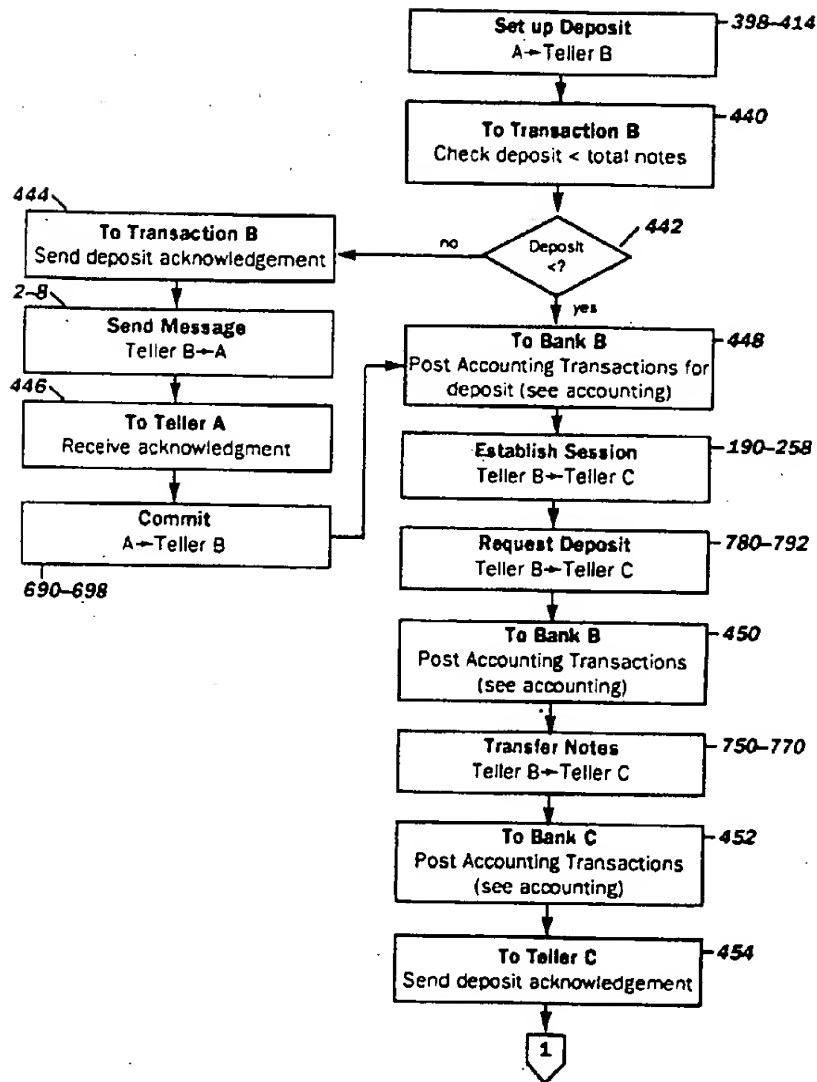 Set up Deposit
A→Teller B
398-414
To Transaction B
Check deposit < total notes
440
Deposit
<?
442
no
yes
444
To Transaction B
Send deposit acknowledgement
2-8
Send Message
Teller B→A
446
To Teller A
Receive acknowledgment
Commit
A→Teller B
690-698
To Bank B
Post Accounting Transactions for
deposit (see accounting)
448
Establish Session
Teller B→Teller C
190-258
Request Deposit
Teller B→Teller C
780-792
To Bank B
Post Accounting Transactions
(see accounting)
450
Transfer Notes
Teller B→Teller C
750-770
To Bank C
Post Accounting Transactions
(see accounting)
452
To Teller C
Send deposit acknowledgement
454
1